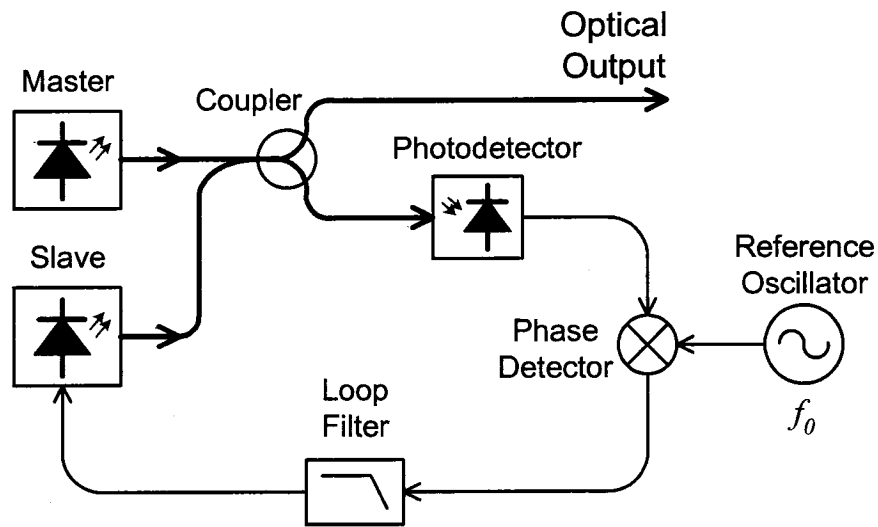 Optical
Output
Master
Coupler
Photodetector
Slave
Reference
Oscillator
Phase
Detector
Loop
Filter
f0